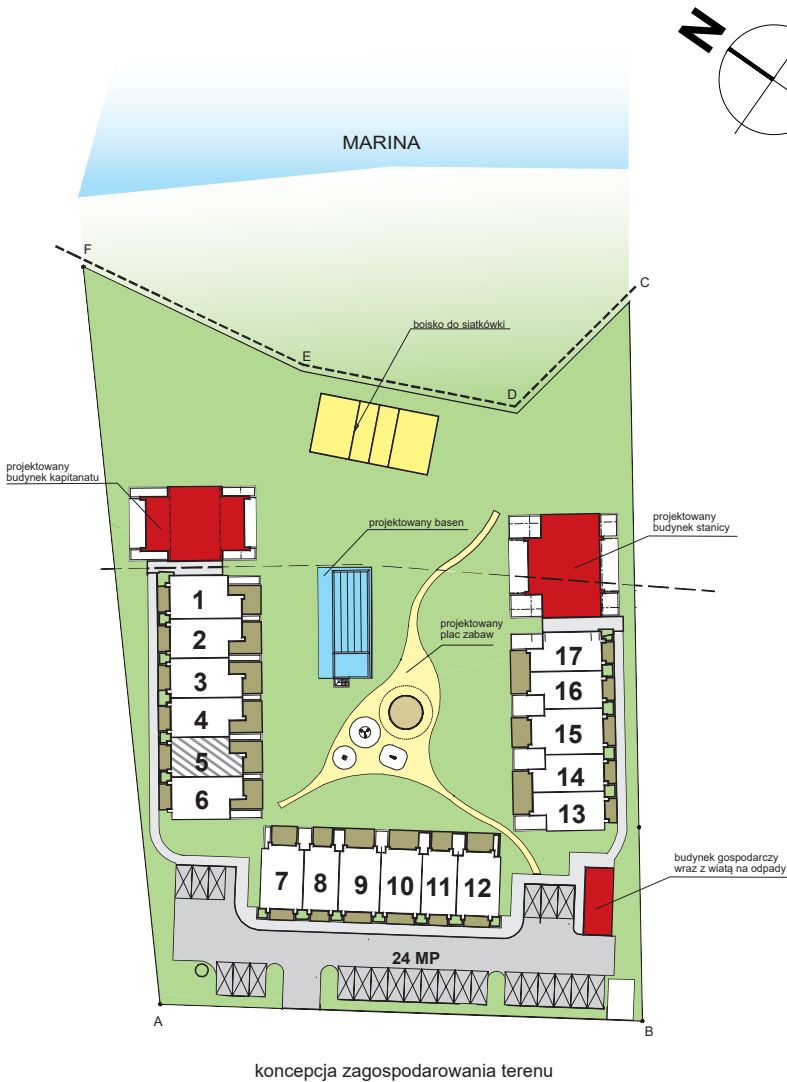 N
MARINA
F
C
boisko do siatkówki
E
D
projektowany
budynek kapitanatu
projektowany basen
projektowany
budynek stanicy
projektowany
plac zabaw
1
2
3
4
5
6
17
16
15
14
13
7 8 9 10 11 12
budynek gospodarczy
wraz z wiatą na odpady
24 MP
A
B
koncepcja zagospodarowania terenu